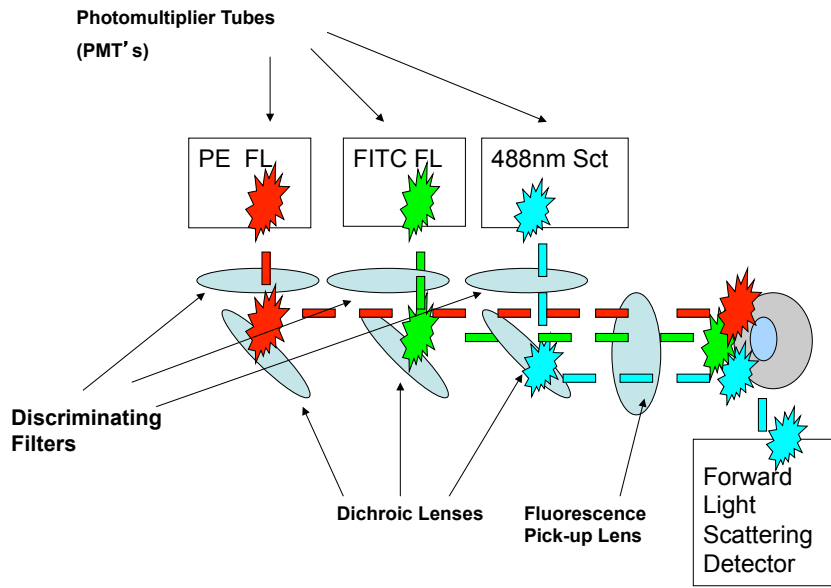 Photomultiplier Tubes
(PMT's)
PE FL
FITC FL
488nm Sct
Discriminating
Filters
Dichroic Lenses
Fluorescence
Pick-up Lens
Forward
Light
Scattering
Detector